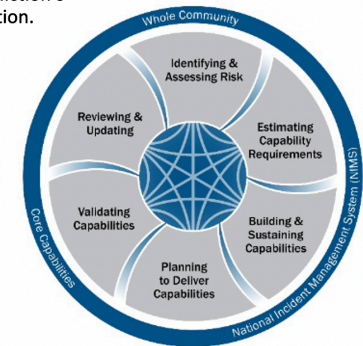 tion.
Whole Community
Identifying &
Assessing Risk
Estimating
Capability
Requirements
Building &
Sustaining
Capabilities
Planning
to Deliver
Capabilities
Validating
Capabilities
Reviewing &
Updating
Core Capabilities
National Incident Management System (NIMS)